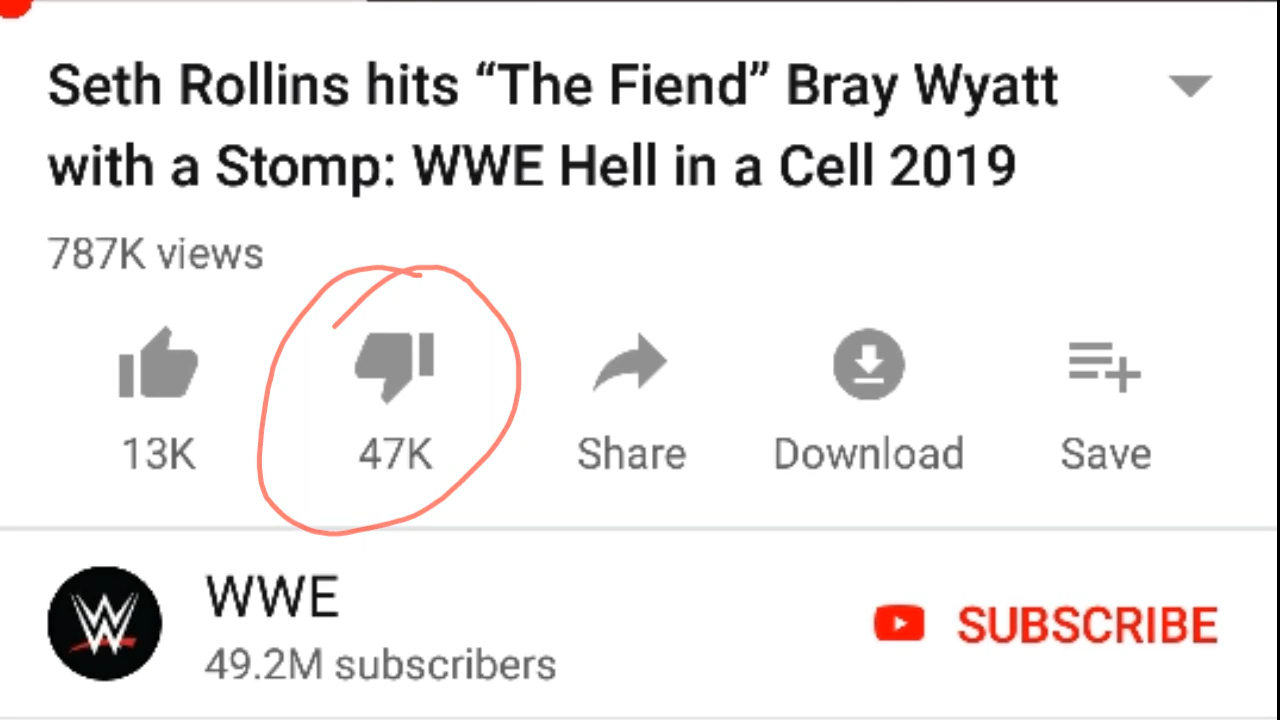 Seth Rollins hits “The Fiend” Bray Wyatt
with a Stomp: WWE Hell in a Cell 2019
787K views
13K 47K Share Download Save
WWE
49.2M subscribers
SUBSCRIBE